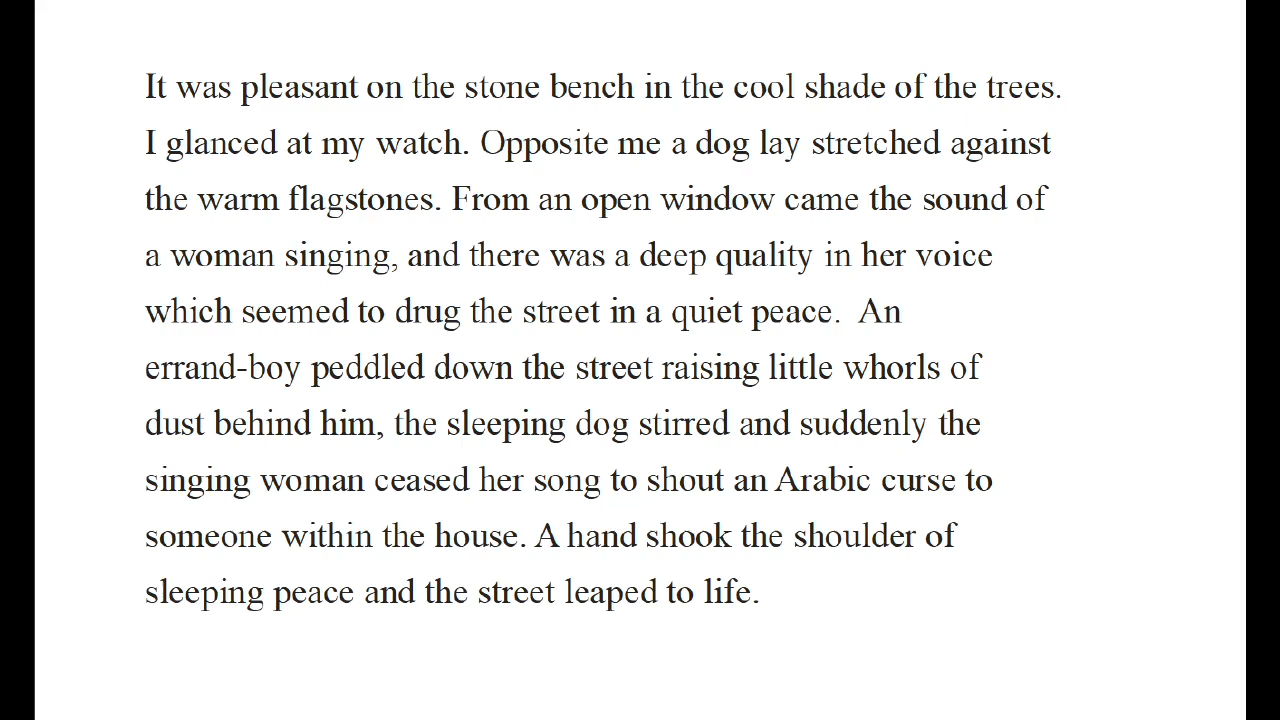 It was pleasant on the stone bench in the cool shade of the trees.
I glanced at my watch. Opposite me a dog lay stretched against
the warm flagstones. From an open window came the sound of
a woman singing, and there was a deep quality in her voice
which seemed to drug the street in a quiet peace.  An
errand-boy peddled down the street raising little whorls of
dust behind him, the sleeping dog stirred and suddenly the
singing woman ceased her song to shout an Arabic curse to
someone within the house. A hand shook the shoulder of
sleeping peace and the street leaped to life.